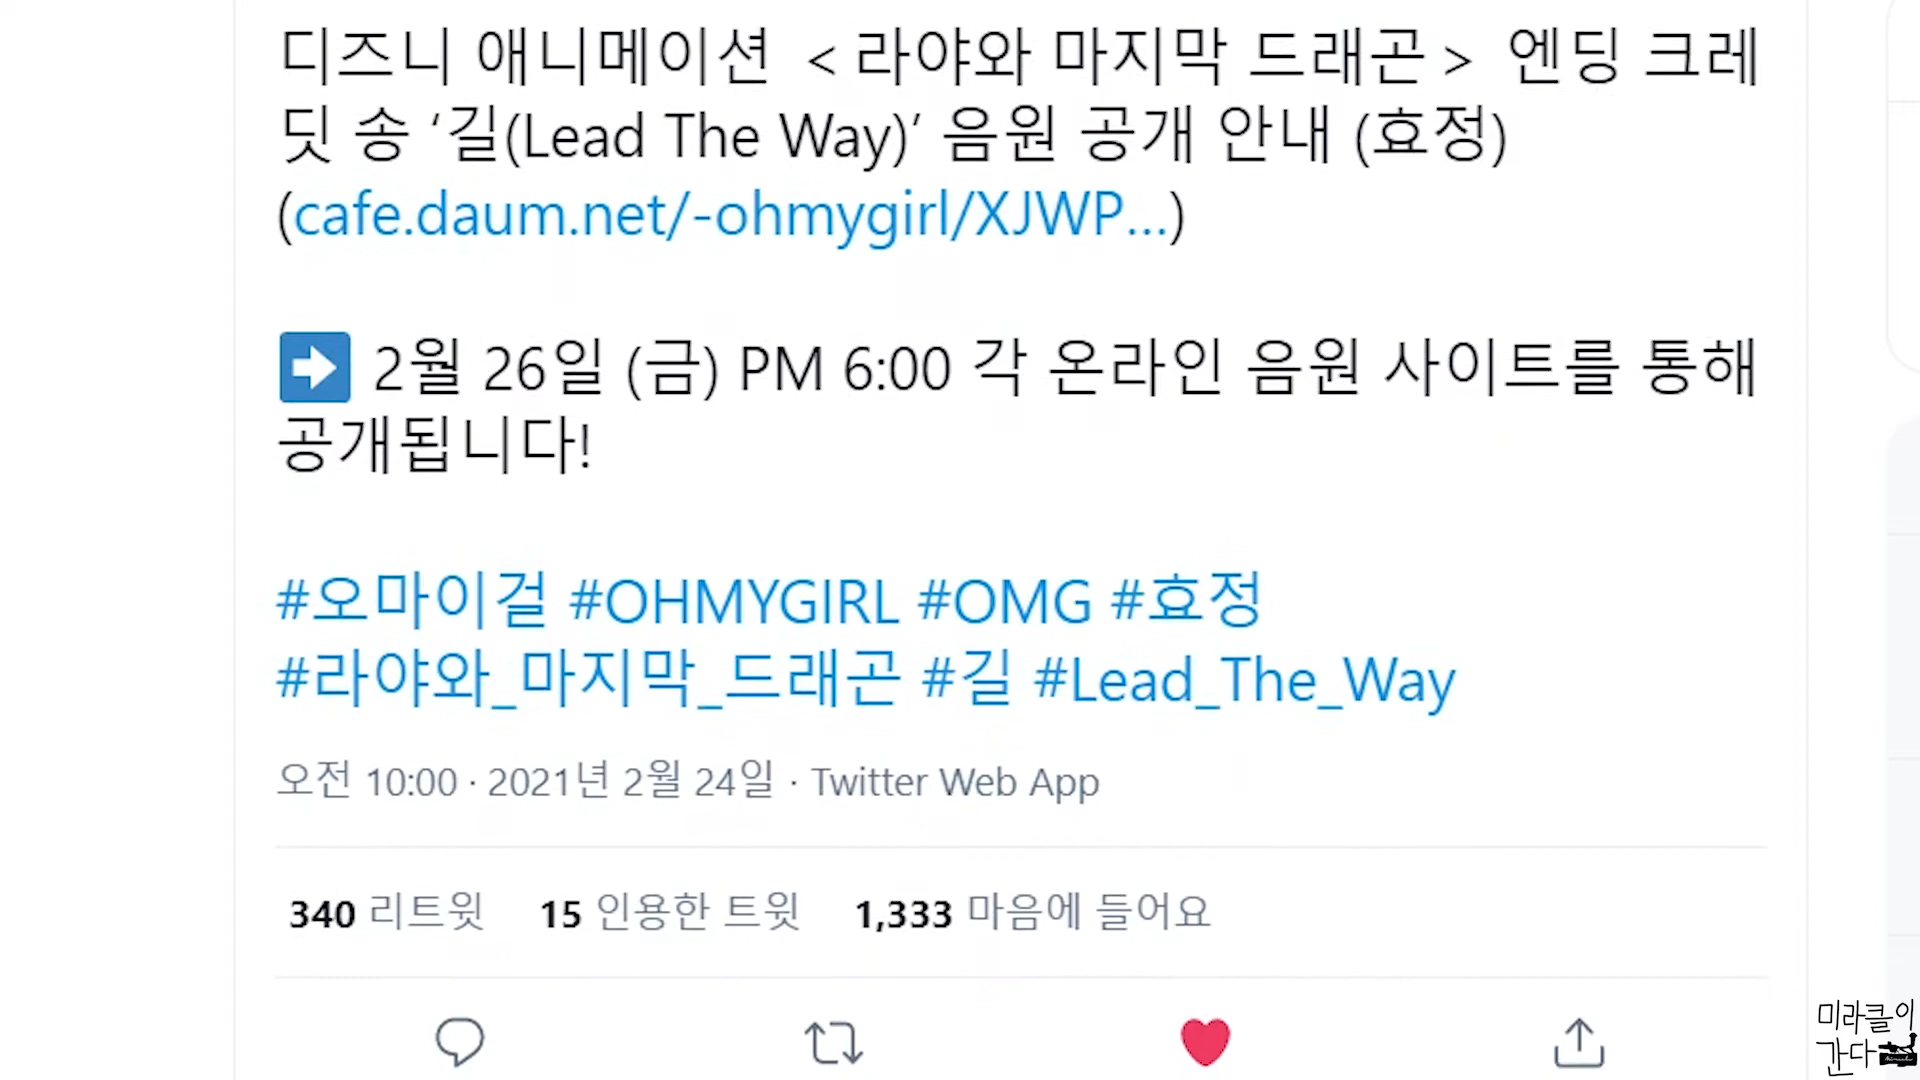 디즈니 애니메이션 <라야와 마지막 드래곤> 엔딩 크레
딧 송 ‘길(Lead The Way)’ 음원 공개 안내 (효정)
(cafe.daum.net/-ohmygirl/XJWP...)
➡ 2월 26일 (금) PM 6:00 각 온라인 음원 사이트를 통해
공개됩니다!
#오마이걸 #OHMYGIRL #OMG #효정
#라야와_마지막_드래곤 #길 #Lead_The_Way
오전 10:00 · 2021년 2월 24일 · Twitter Web App
340 리트윗 15 인용한 트윗 1,333 마음에 들어요
미라클이
간다